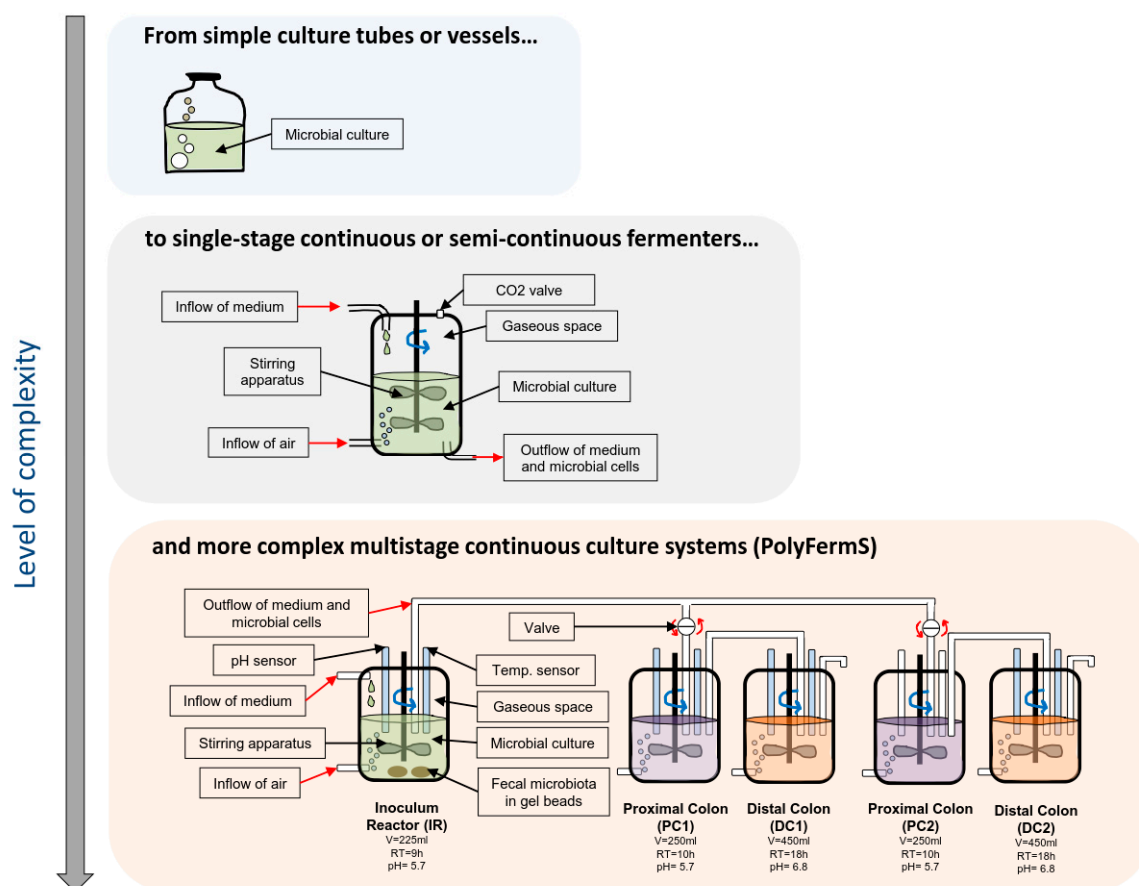 Level of complexity
From simple culture tubes or vessels…
Microbial culture
to single-stage continuous or semi-continuous fermenters…
Inflow of medium
CO2 valve
Gaseous space
Stirring
apparatus
Microbial culture
Inflow of air
Outflow of medium
and microbial cells
and more complex multistage continuous culture systems (PolyFermS)
Outflow of medium and
microbial cells
Valve
pH sensor
Temp. sensor
Inflow of medium
Gaseous space
Stirring apparatus
Microbial culture
Inflow of air
Fecal microbiota
in gel beads
Inoculum
Reactor (IR)
V=225ml
RT=9h
pH= 5.7
Proximal Colon
(PC1)
V=250ml
RT=10h
pH= 5.7
Distal Colon
(DC1)
V=450ml
RT=18h
pH= 6.8
Proximal Colon
(PC2)
V=250ml
RT=10h
pH=5.7
Distal Colon
(DC2)
V=450ml
RT=18h
pH= 6.8